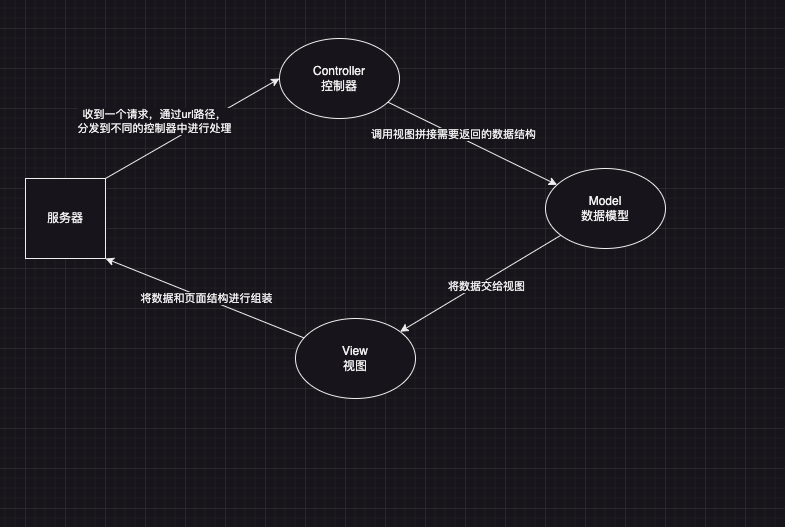 Controller
控制器
收到一个请求，通过url路径，
分发到不同的控制器中进行处理
调用视图拼接需要返回的数据结构
服务器
Model
数据模型
将数据交给视图
将数据和页面结构进行组装
View
视图